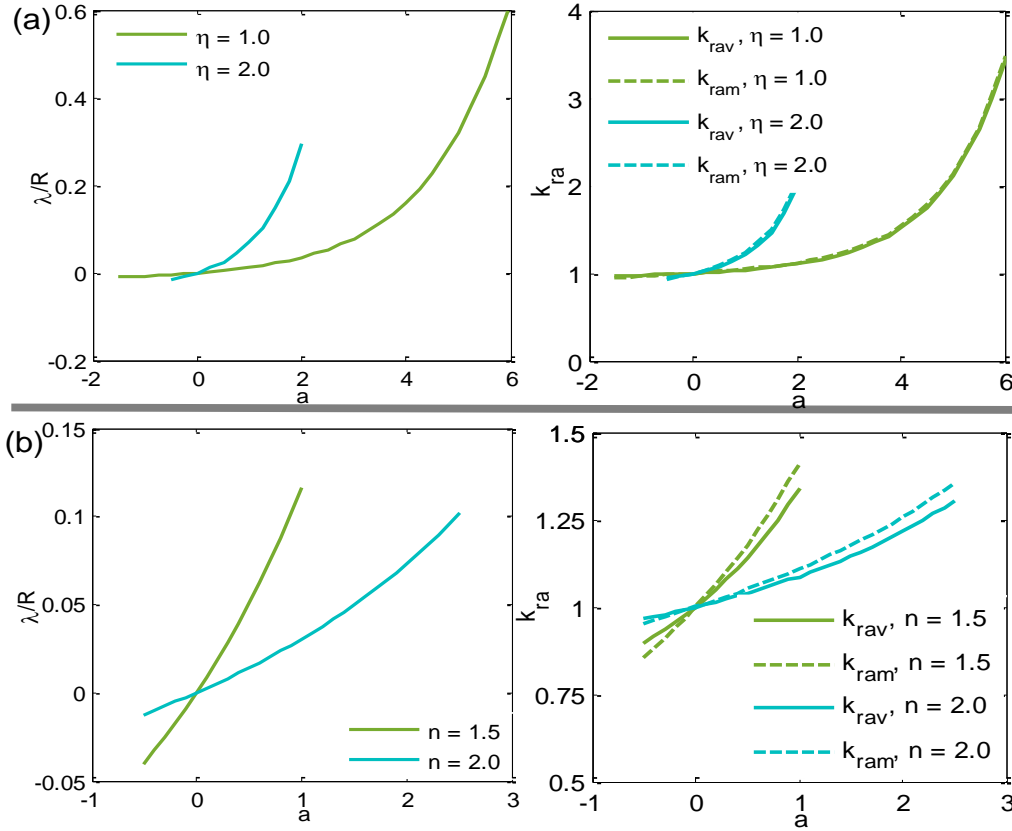 (a)
0.6
0.4
0.2
0
-0.2
λ/R
η = 1.0
η = 2.0
-2
0
2
4
6
a
4
3
2
1
0
k_ra
k_rav, η = 1.0
k_ram, η = 1.0
k_rav, η = 2.0
k_ram, η = 2.0
-2
0
2
4
6
a
(b)
0.15
0.1
0.05
0
-0.05
λ/R
n = 1.5
n = 2.0
-1
0
1
2
3
a
1.5
1.25
1
0.75
0.5
k_ra
k_rav, n = 1.5
k_ram, n = 1.5
k_rav, n = 2.0
k_ram, n = 2.0
-1
0
1
2
3
a